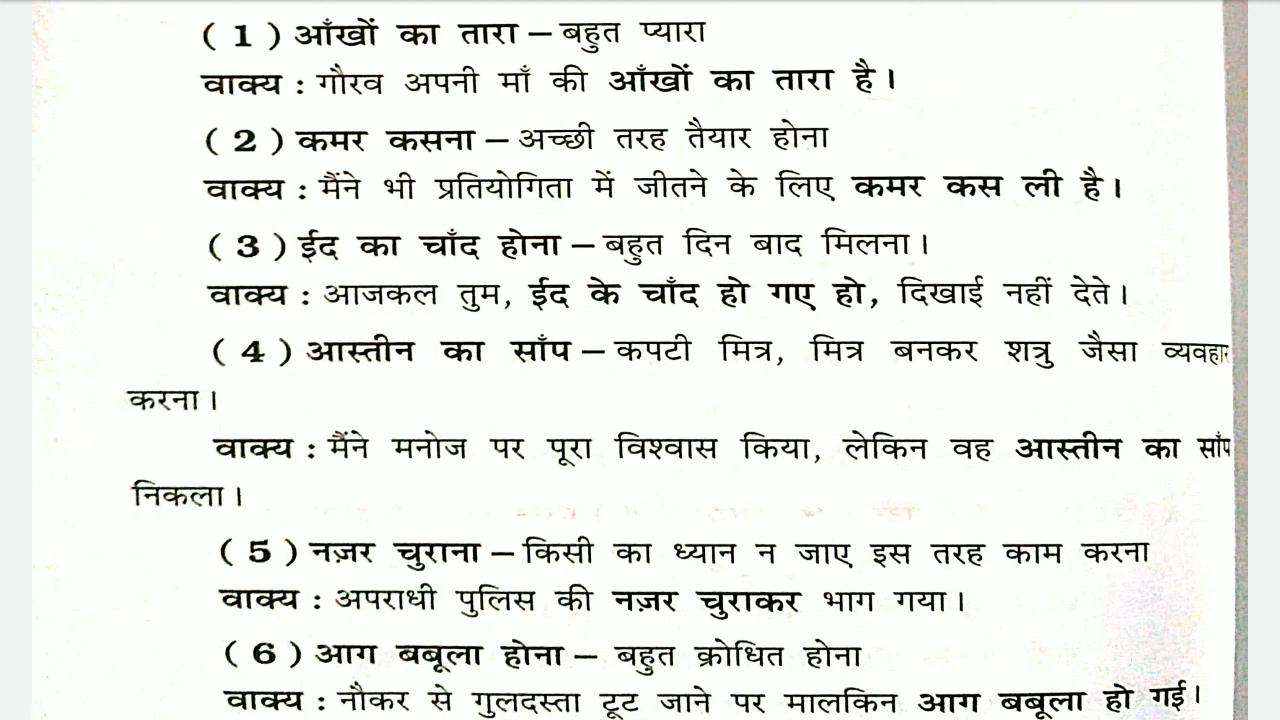 ( 1 ) आँखों का तारा – बहुत प्यारा
वाक्य : गौरव अपनी माँ की आँखों का तारा है।
( 2 ) कमर कसना – अच्छी तरह तैयार होना
वाक्य : मैंने भी प्रतियोगिता में जीतने के लिए कमर कस ली है।
( 3 ) ईद का चाँद होना – बहुत दिन बाद मिलना।
वाक्य : आजकल तुम, ईद के चाँद हो गए हो, दिखाई नहीं देते।
( 4 ) आस्तीन का साँप – कपटी मित्र, मित्र बनकर शत्रु जैसा व्यवहार
करना।
वाक्य : मैंने मनोज पर पूरा विश्वास किया, लेकिन वह आस्तीन का साँप
निकला।
( 5 ) नज़र चुराना – किसी का ध्यान न जाए इस तरह काम करना
वाक्य : अपराधी पुलिस की नज़र चुराकर भाग गया।
( 6 ) आग बबूला होना – बहुत क्रोधित होना
वाक्य : नौकर से गुलदस्ता टूट जाने पर मालकिन आग बबूला हो गई।